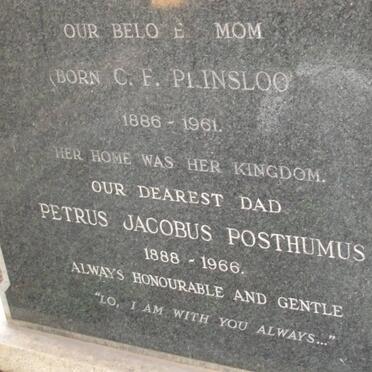 OUR BELO E MOM
(BORN C. F. PRINSLOO
1886 - 1961.
HER HOME WAS HER KINGDOM.
OUR DEAREST DAD
PETRUS JACOBUS POSTHUMUS
1888 - 1966.
ALWAYS HONOURABLE AND GENTLE
"LO, I AM WITH YOU ALWAYS..."